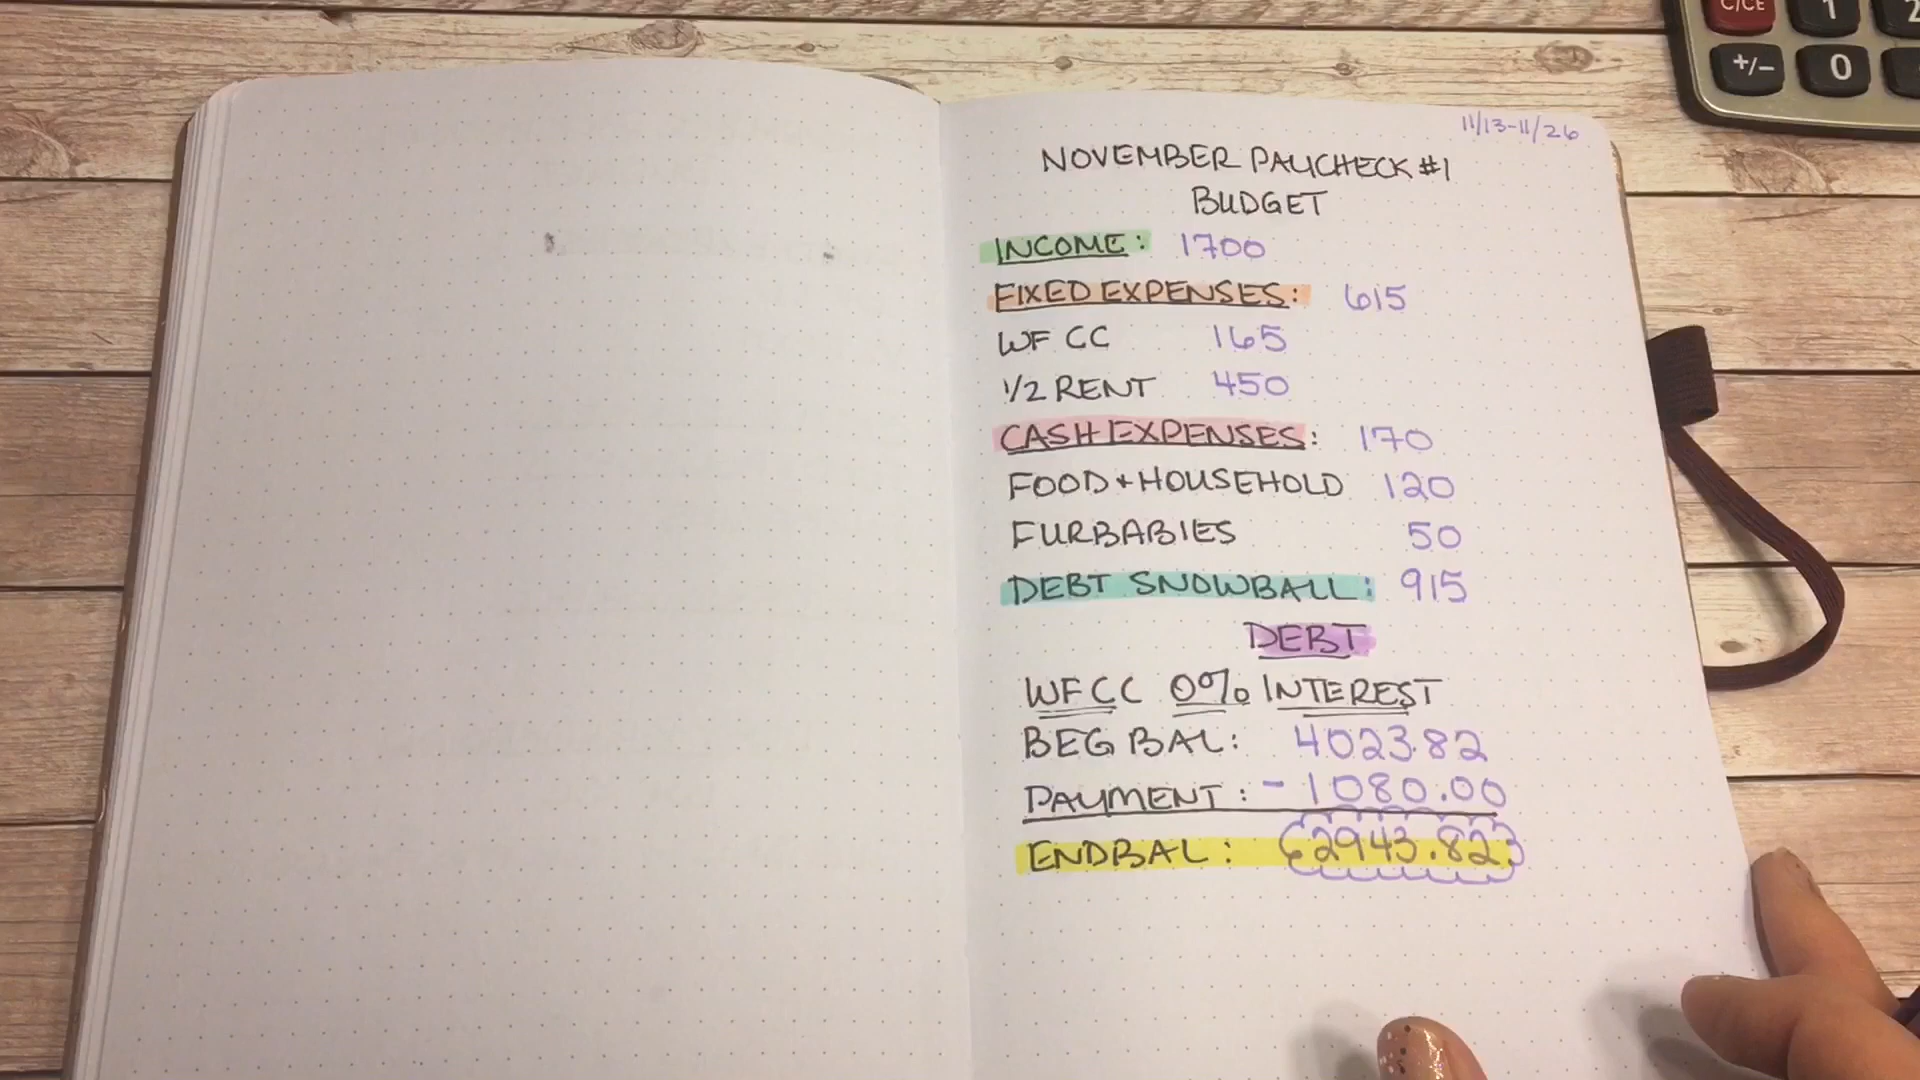 C/CE 1 2
+/− 0
11/13-11/26
NOVEMBER PAYCHECK #1
BUDGET
INCOME: 1700
FIXED EXPENSES: 615
WF CC 165
1/2 RENT 450
CASH EXPENSES: 170
FOOD + HOUSEHOLD 120
FURBABIES 50
DEBT SNOWBALL: 915
DEBT
WFCC 0% INTEREST
BEG BAL: 4023.82
PAYMENT: - 1080.00
END BAL: 2943.82